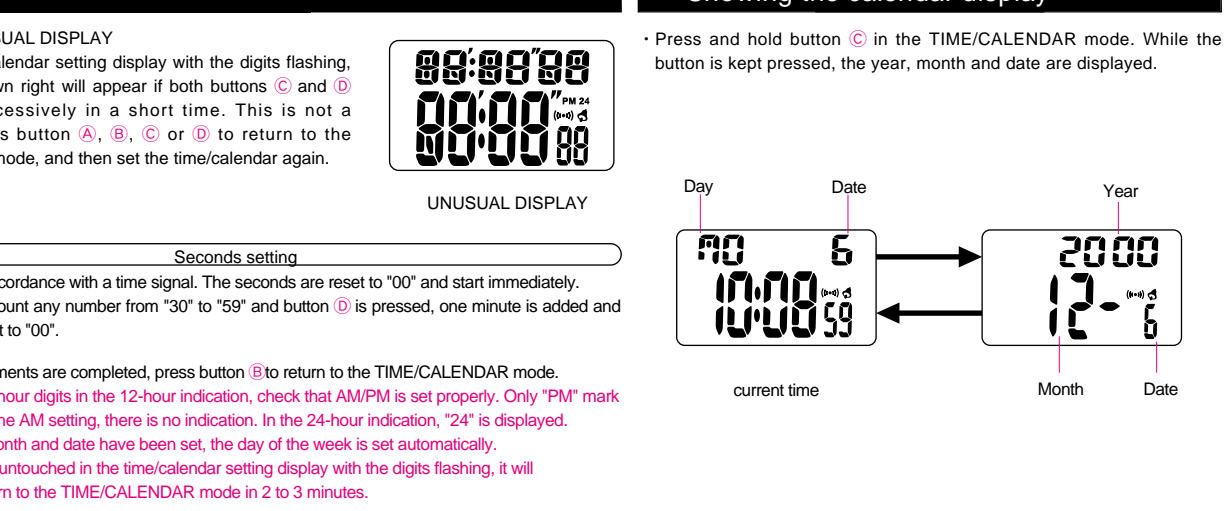 Showing the calendar display
UAL DISPLAY
lendar setting display with the digits flashing,
wn right will appear if both buttons Ⓒ and Ⓓ
cessively in a short time. This is not a
s button Ⓐ, Ⓑ, Ⓒ or Ⓓ to return to the
mode, and then set the time/calendar again.
88:88'88
88:88 88
PM 24
UNUSUAL DISPLAY
Seconds setting
ccordance with a time signal. The seconds are reset to "00" and start immediately.
ount any number from "30" to "59" and button Ⓓ is pressed, one minute is added and
t to "00".
ments are completed, press button Ⓑto return to the TIME/CALENDAR mode.
hour digits in the 12-hour indication, check that AM/PM is set properly. Only "PM" mark
ne AM setting, there is no indication. In the 24-hour indication, "24" is displayed.
onth and date have been set, the day of the week is set automatically.
untouched in the time/calendar setting display with the digits flashing, it will
rn to the TIME/CALENDAR mode in 2 to 3 minutes.
・Press and hold button Ⓒ in the TIME/CALENDAR mode. While the
button is kept pressed, the year, month and date are displayed.
Day Date Year
MO 6
10:08 59
2000
12- 6
current time
Month Date